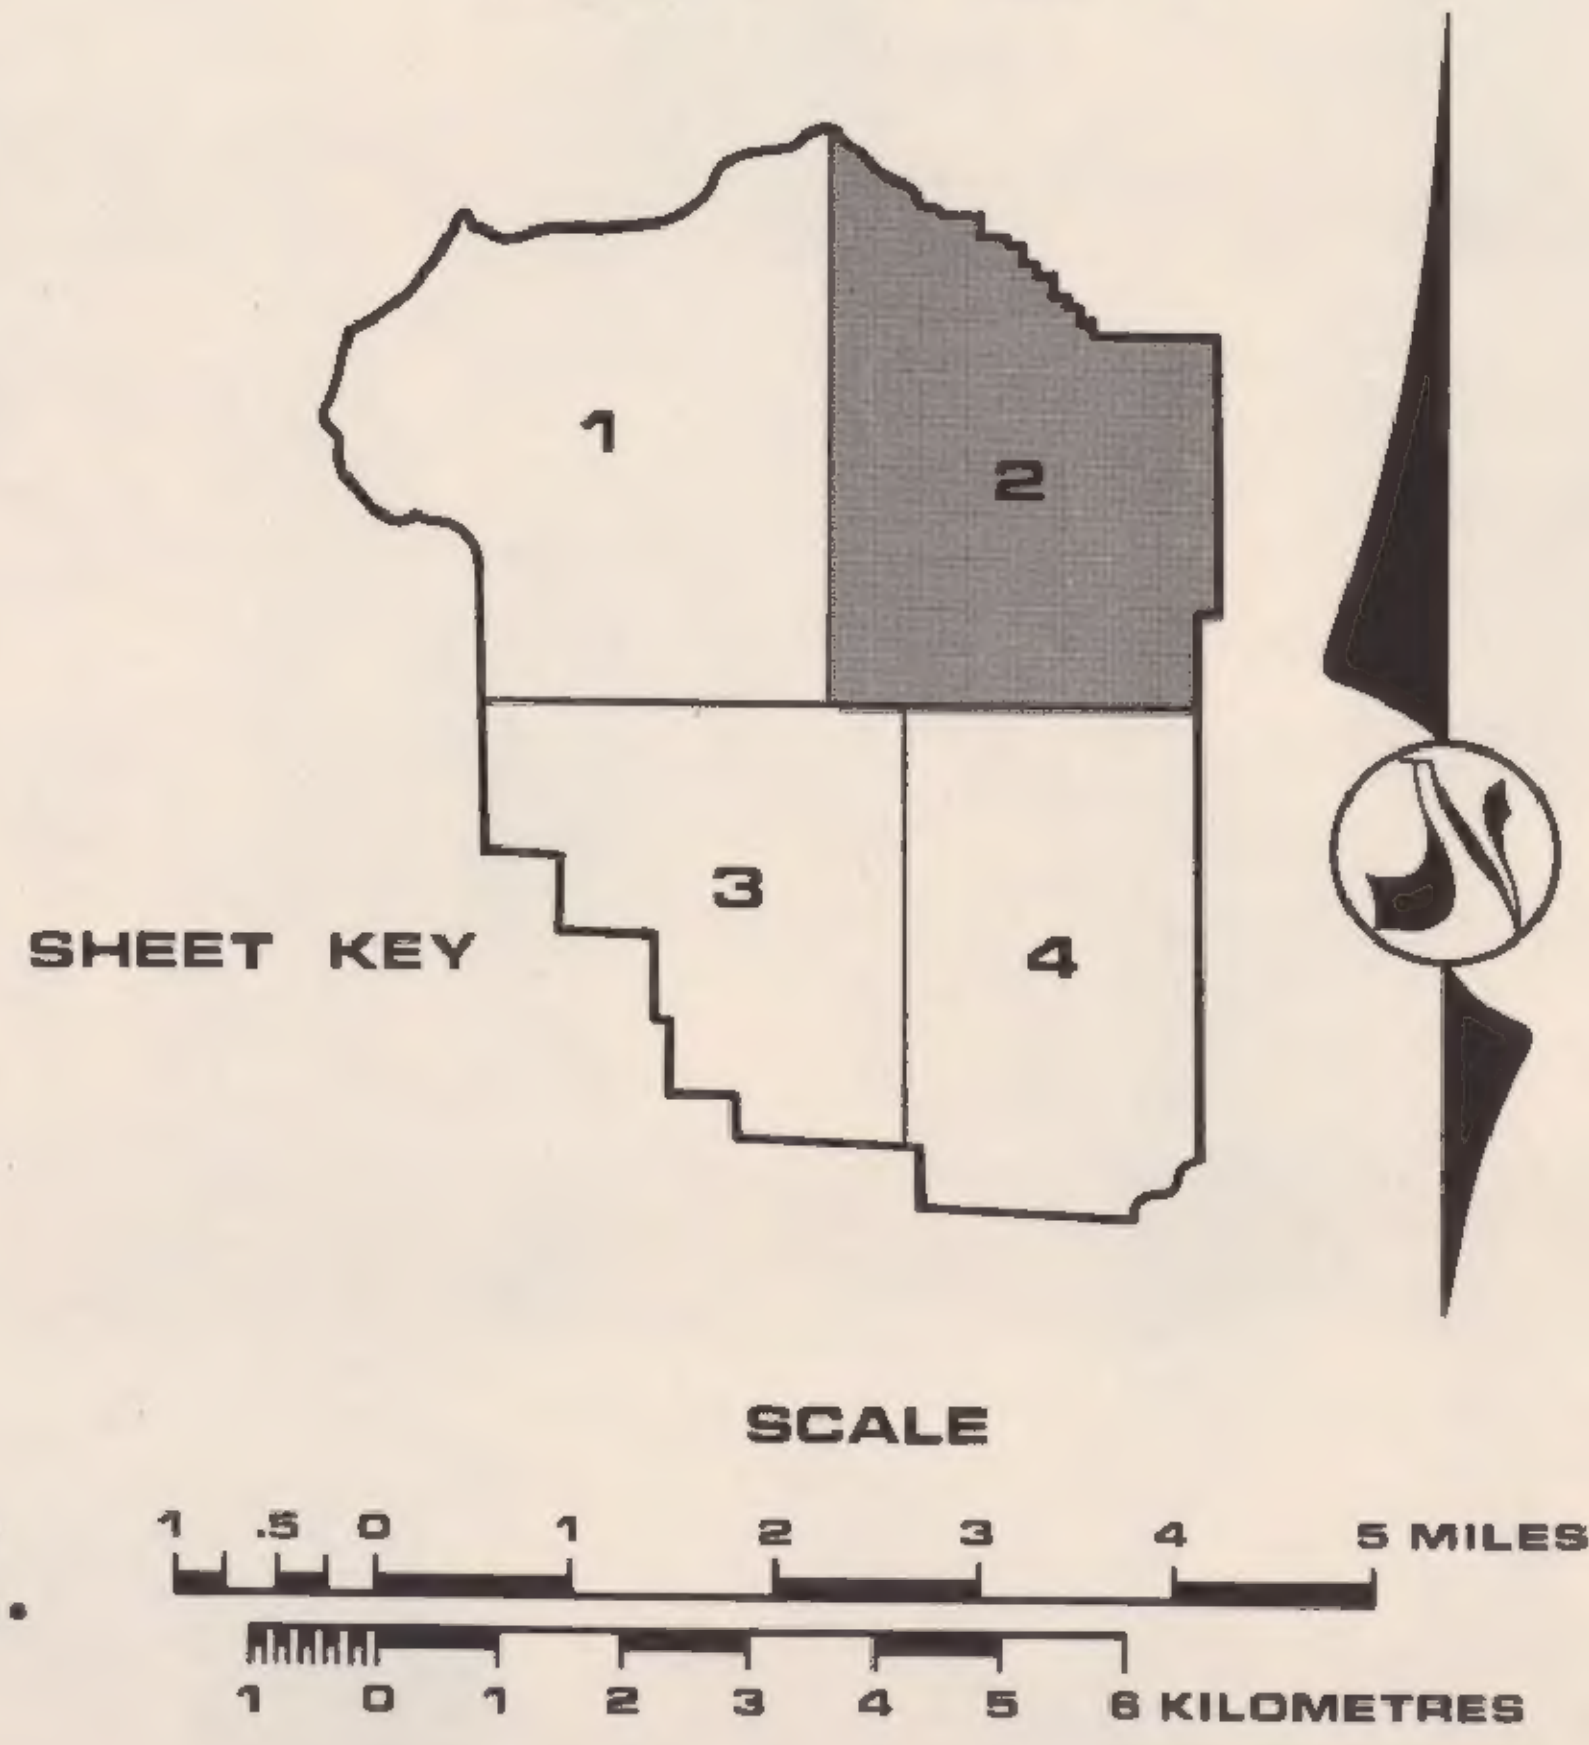 1
2
3
SHEET KEY
4
SCALE
1 .5 0 1 2 3 4 5 MILES
1 0 1 2 3 4 5 6 KILOMETRES